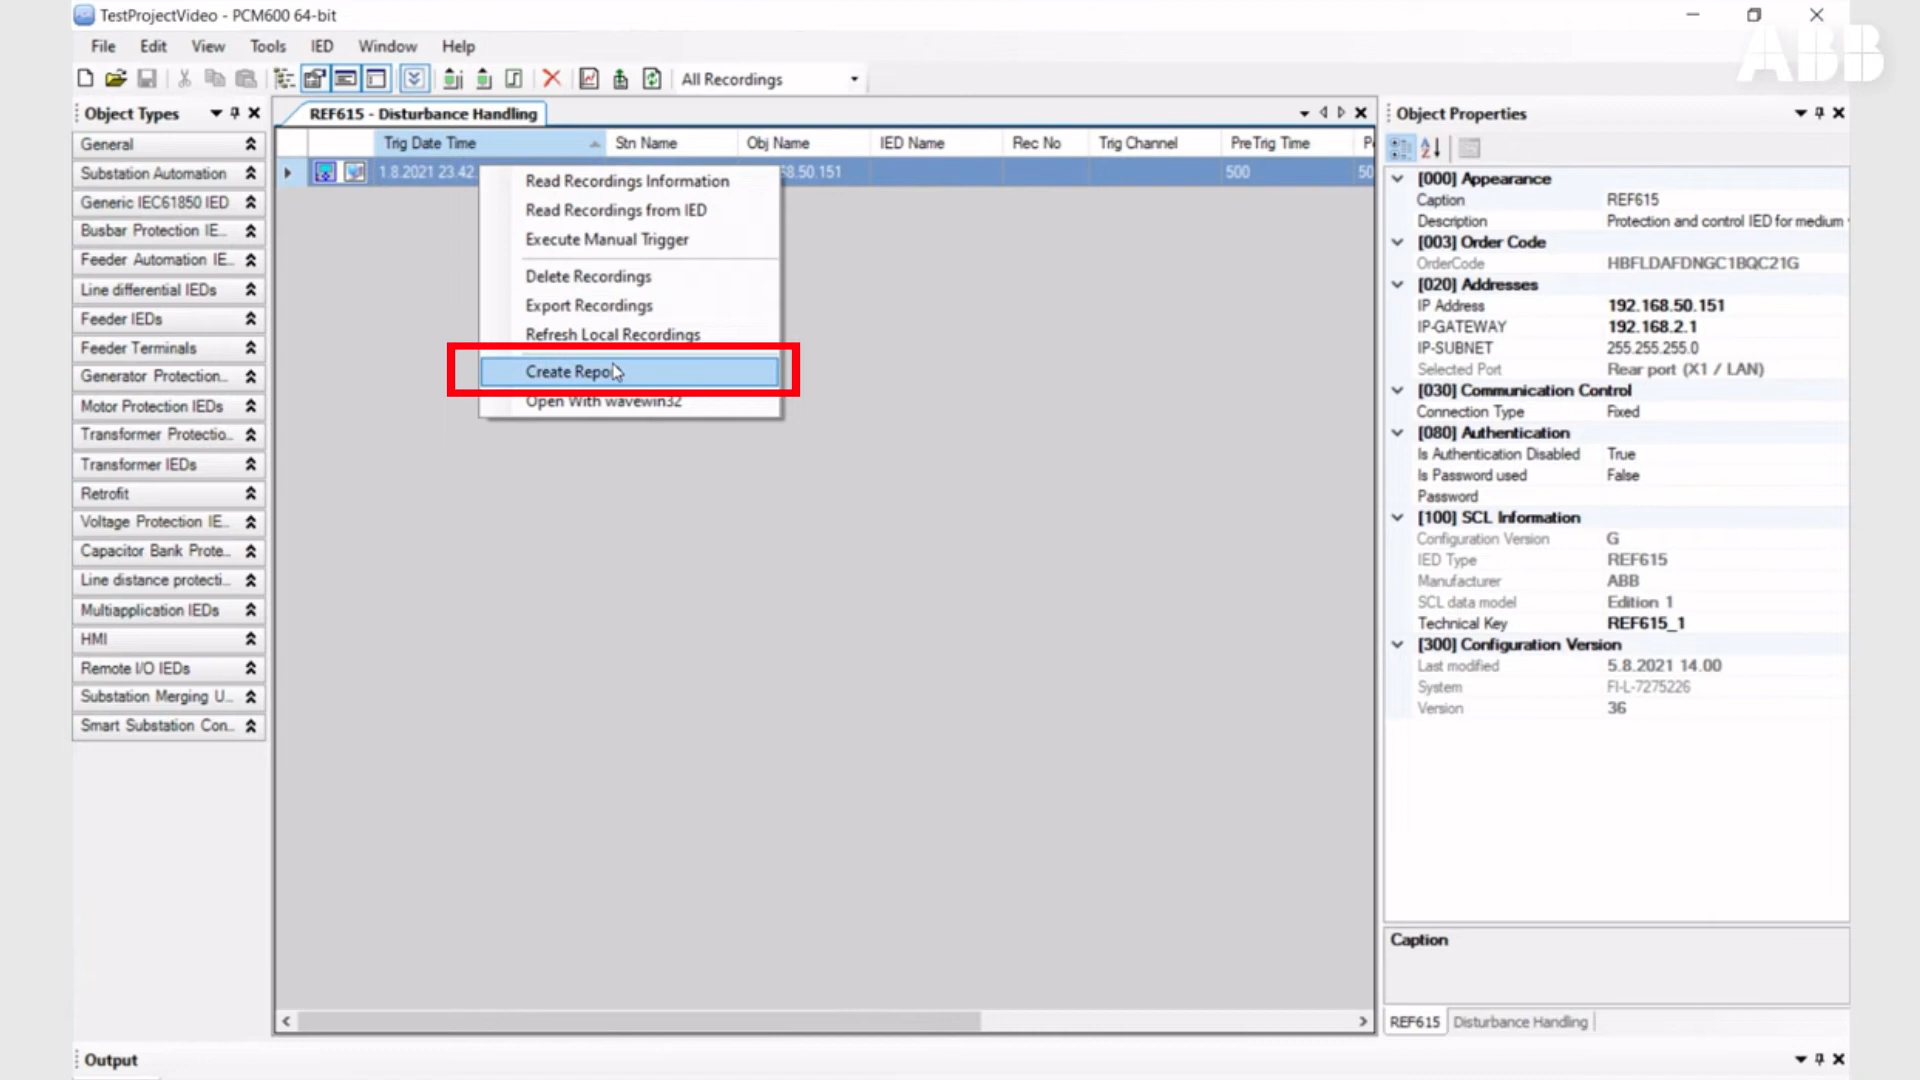 TestProjectVideo - PCM600 64-bit
ABB
File Edit View Tools IED Window Help
All Recordings
Object Types
General
Substation Automation
Generic IEC61850 IED
Busbar Protection IE...
Feeder Automation IE...
Line differential IEDs
Feeder IEDs
Feeder Terminals
Generator Protection...
Motor Protection IEDs
Transformer Protectio...
Transformer IEDs
Retrofit
Voltage Protection IE...
Capacitor Bank Prote...
Line distance protecti...
Multiapplication IEDs
HMI
Remote I/O IEDs
Substation Merging U...
Smart Substation Con...
REF615 - Disturbance Handling
Trig Date Time Stn Name Obj Name IED Name Rec No Trig Channel PreTrig Time
1.8.2021 23.42. 8.50.151 500 50
Read Recordings Information
Read Recordings from IED
Execute Manual Trigger
Delete Recordings
Export Recordings
Refresh Local Recordings
Create Repo
Open With wavewin32
Object Properties
[000] Appearance
Caption REF615
Description Protection and control IED for medium
[003] Order Code
OrderCode HBFLDAFDNGC1BQC21G
[020] Addresses
IP Address 192.168.50.151
IP-GATEWAY 192.168.2.1
IP-SUBNET 255.255.255.0
Selected Port Rear port (X1 / LAN)
[030] Communication Control
Connection Type Fixed
[080] Authentication
Is Authentication Disabled True
Is Password used False
Password
[100] SCL Information
Configuration Version G
IED Type REF615
Manufacturer ABB
SCL data model Edition 1
Technical Key REF615_1
[300] Configuration Version
Last modified 5.8.2021 14.00
System FI-L-7275226
Version 36
Caption
REF615 Disturbance Handling
Output